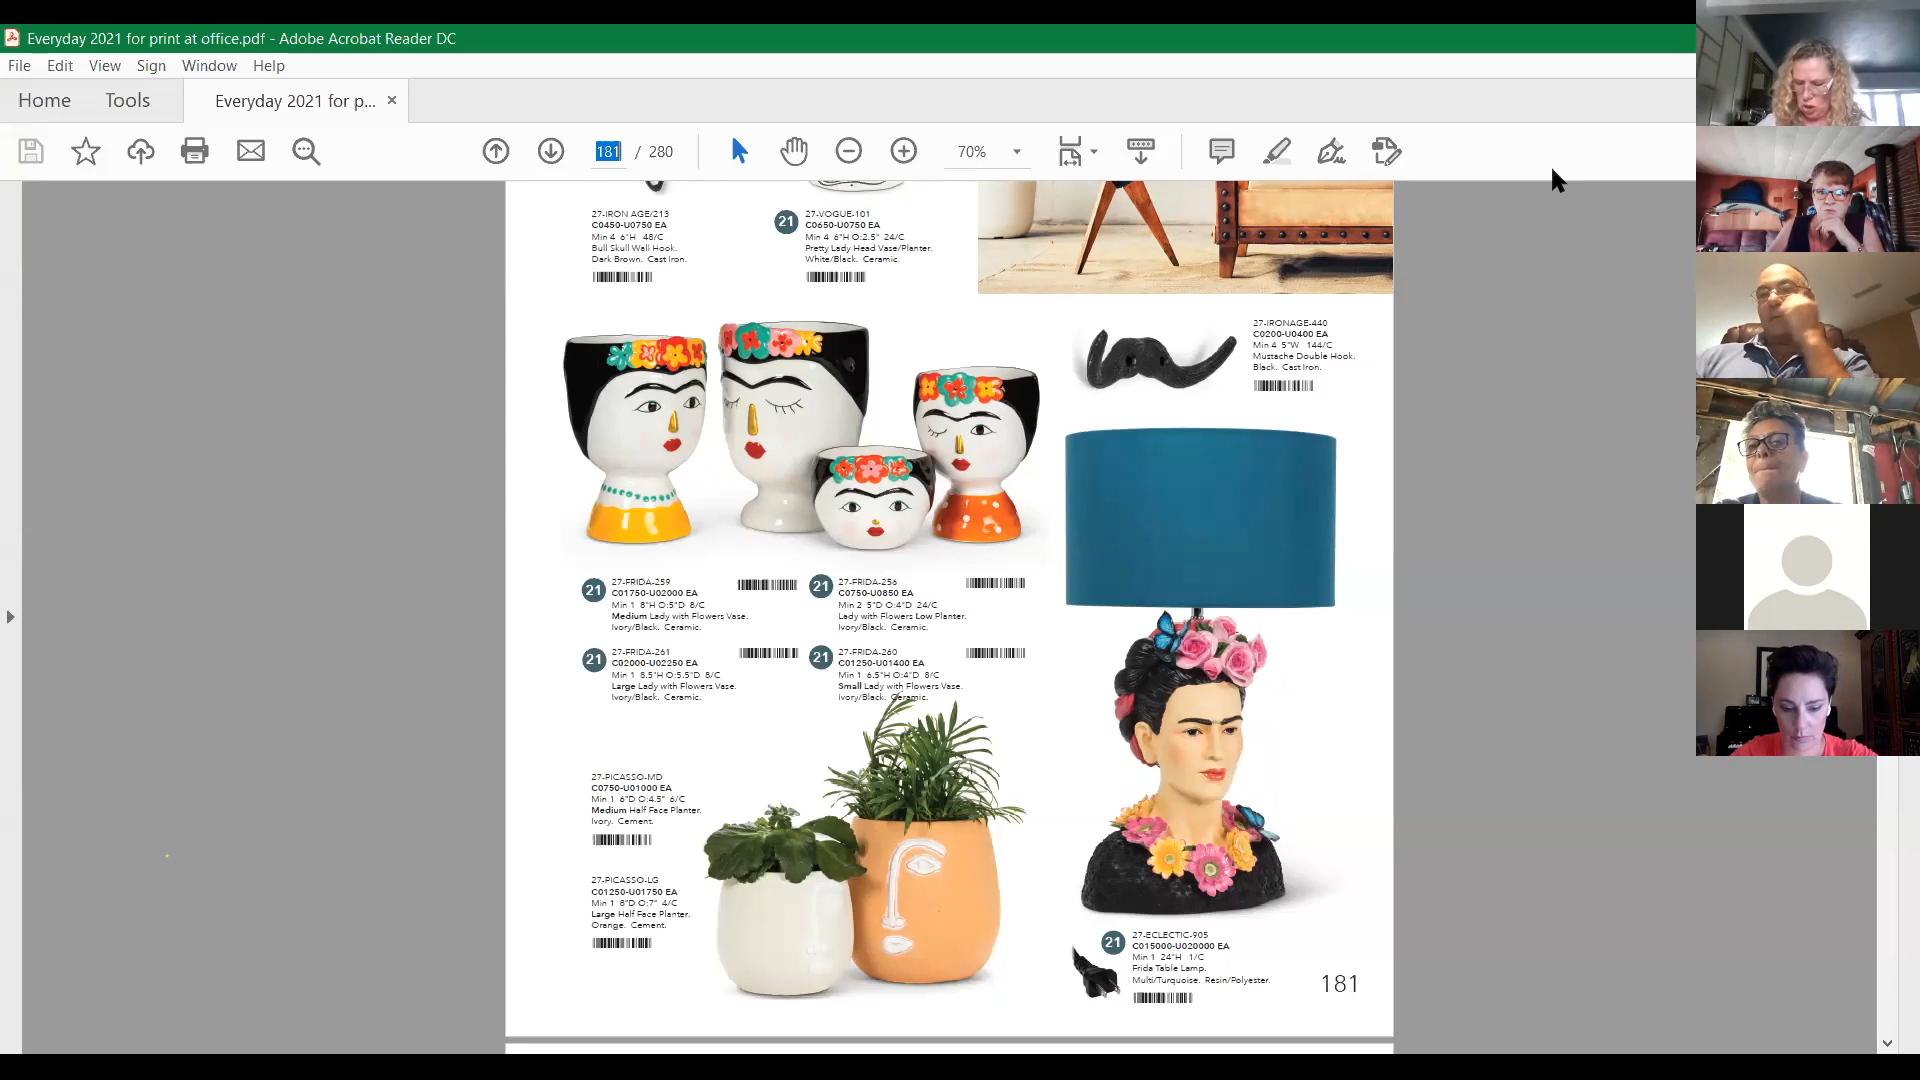 Everyday 2021 for print at office.pdf - Adobe Acrobat Reader DC
File Edit View Sign Window Help
Home Tools Everyday 2021 for p... ×
181 / 280 70%
27-IRON AGE/213
C0450-U0750 EA
Min 4 6"H 48/C
Bull Skull Wall Hook.
Dark Brown. Cast Iron.
21
27-VOGUE-101
C0650-U0750 EA
Min 4 6"H O:2.5" 24/C
Pretty Lady Head Vase/Planter.
White/Black. Ceramic.
27-IRONAGE-440
C0200-U0400 EA
Min 4 5"W 144/C
Mustache Double Hook.
Black. Cast Iron.
21
27-FRIDA-259
C01750-U02000 EA
Min 1 8"H O:5"D 8/C
Medium Lady with Flowers Vase.
Ivory/Black. Ceramic.
21
27-FRIDA-256
C0750-U0850 EA
Min 2 5"D O:4"D 24/C
Lady with Flowers Low Planter.
Ivory/Black. Ceramic.
21
27-FRIDA-261
C02000-U02250 EA
Min 1 8.5"H O:5.5"D 8/C
Large Lady with Flowers Vase.
Ivory/Black. Ceramic.
21
27-FRIDA-260
C01250-U01400 EA
Min 1 6.5"H O:4"D 8/C
Small Lady with Flowers Vase.
Ivory/Black. Ceramic.
27-PICASSO-MD
C0750-U01000 EA
Min 1 6"D O:4.5" 6/C
Medium Half Face Planter.
Ivory. Cement.
27-PICASSO-LG
C01250-U01750 EA
Min 1 8"D O:7" 4/C
Large Half Face Planter.
Orange. Cement.
21
27-ECLECTIC-905
C015000-U020000 EA
Min 1 24"H 1/C
Frida Table Lamp.
Multi/Turquoise. Resin/Polyester.
181